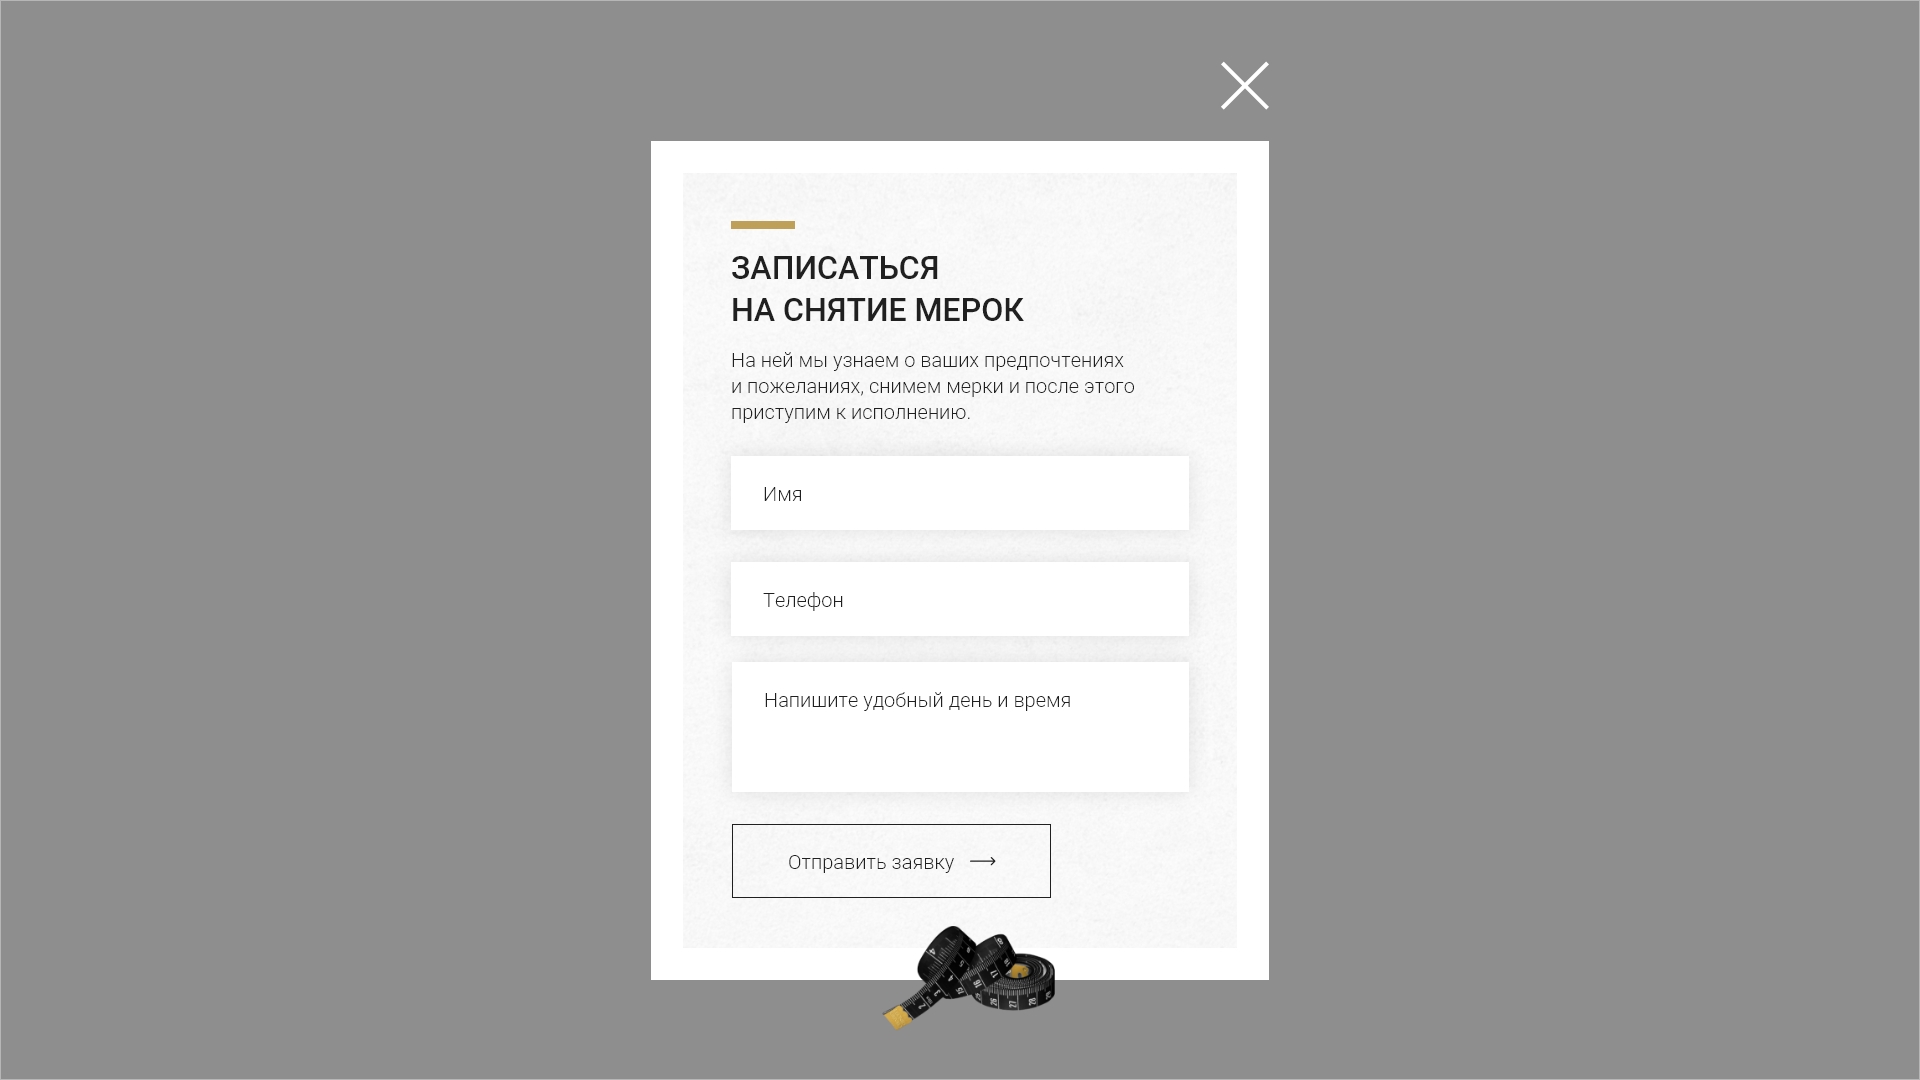 ЗАПИСАТЬСЯ
НА СНЯТИЕ МЕРОК
На ней мы узнаем о ваших предпочтениях
и пожеланиях, снимем мерки и после этого
приступим к исполнению.
Имя
Телефон
Напишите удобный день и время
Отправить заявку